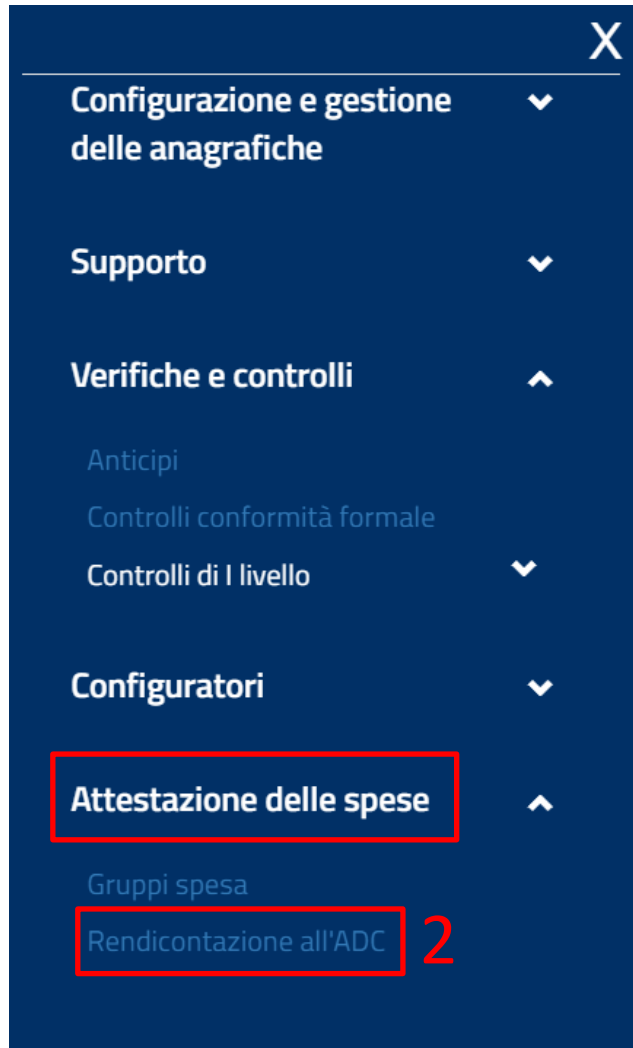 X
Configurazione e gestione
delle anagrafiche
Supporto
Verifiche e controlli
Anticipi
Controlli conformità formale
Controlli di I livello
Configuratori
Attestazione delle spese
Gruppi spesa
Rendicontazione all'ADC 2